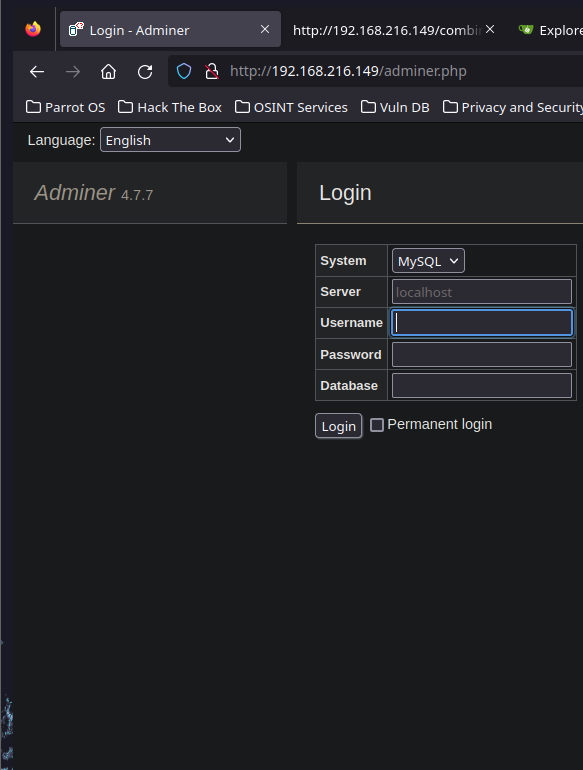 Login - Adminer
http://192.168.216.149/combi
Explore
http://192.168.216.149/adminer.php
Parrot OS Hack The Box OSINT Services Vuln DB Privacy and Security
Language: English
Adminer 4.7.7
Login
System MySQL
Server localhost
Username
Password
Database
Login Permanent login